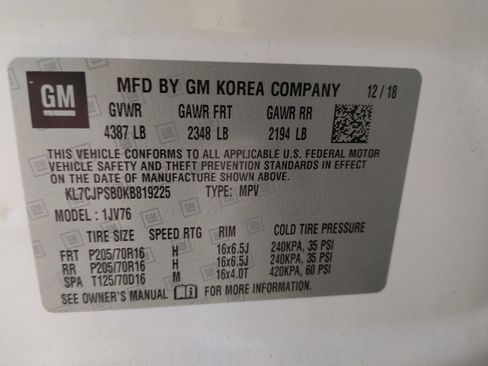 GM MFD BY GM KOREA COMPANY 12/18
GVWR GAWR FRT GAWR RR
4387 LB 2348 LB 2194 LB
THIS VEHICLE CONFORMS TO ALL APPLICABLE U.S. FEDERAL MOTOR
VEHICLE SAFETY AND THEFT PREVENTION STANDARDS IN EFFECT
ON THE DATE OF MANUFACTURE SHOWN ABOVE.
KL7CJPSB0KB819225 TYPE: MPV
MODEL : 1JV76
TIRE SIZE SPEED RTG RIM COLD TIRE PRESSURE
FRT P205/70R16 H 16x6.5J 240KPA, 35 PSI
RR P205/70R16 H 16x6.5J 240KPA, 35 PSI
SPA T125/70D16 M 16x4.0T 420KPA, 60 PSI
SEE OWNER'S MANUAL FOR MORE INFORMATION